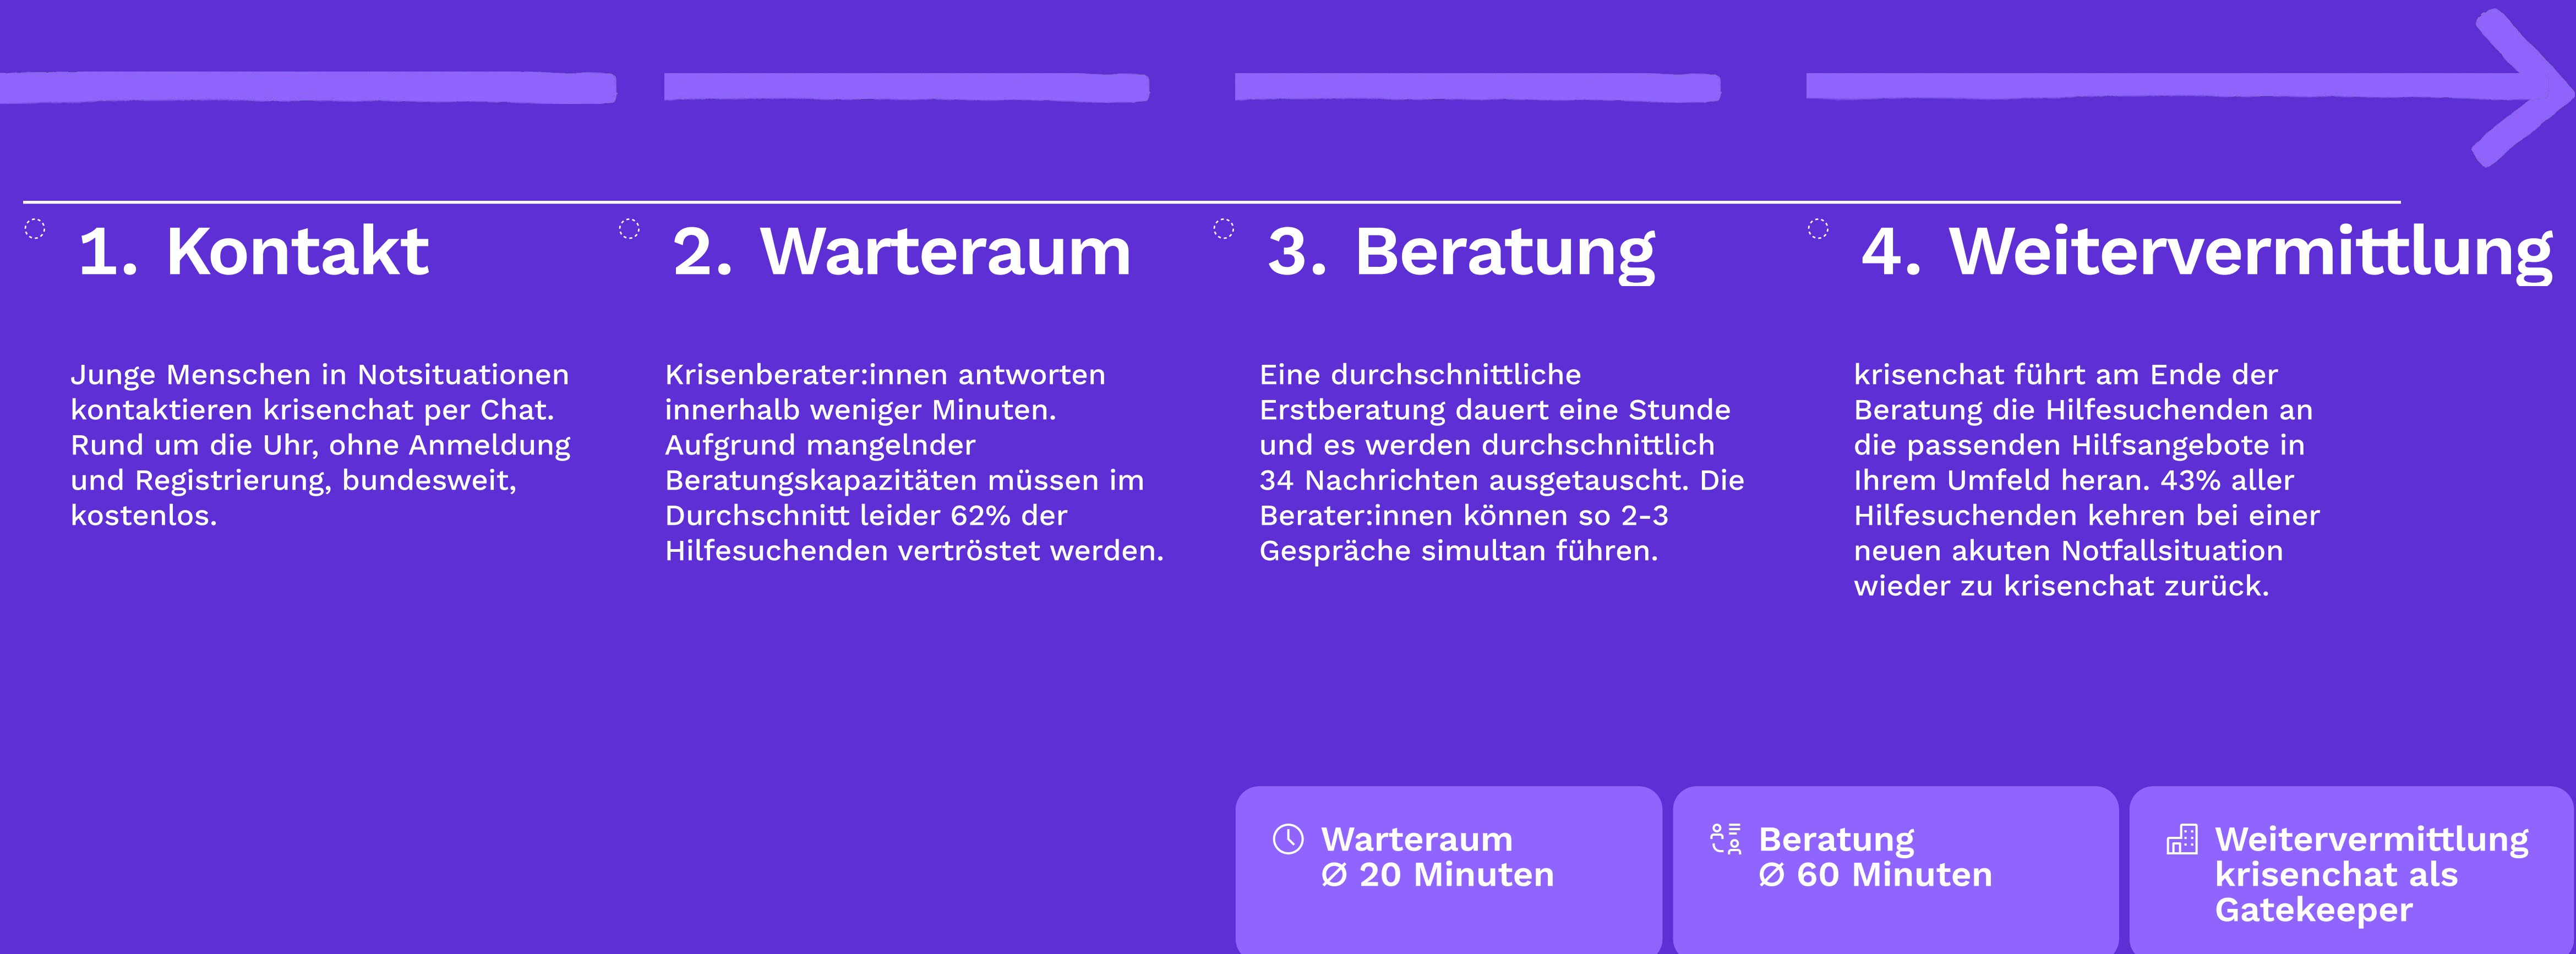 1. Kontakt
Junge Menschen in Notsituationen
kontaktieren krisenchat per Chat.
Rund um die Uhr, ohne Anmeldung
und Registrierung, bundesweit,
kostenlos.
2. Warteraum
Krisenberater:innen antworten
innerhalb weniger Minuten.
Aufgrund mangelnder
Beratungskapazitäten müssen im
Durchschnitt leider 62% der
Hilfesuchenden vertröstet werden.
3. Beratung
Eine durchschnittliche
Erstberatung dauert eine Stunde
und es werden durchschnittlich
34 Nachrichten ausgetauscht. Die
Berater:innen können so 2-3
Gespräche simultan führen.
4. Weitervermittlung
krisenchat führt am Ende der
Beratung die Hilfesuchenden an
die passenden Hilfsangebote in
Ihrem Umfeld heran. 43% aller
Hilfesuchenden kehren bei einer
neuen akuten Notfallsituation
wieder zu krisenchat zurück.
Warteraum
Ø 20 Minuten
Beratung
Ø 60 Minuten
Weitervermittlung
krisenchat als
Gatekeeper